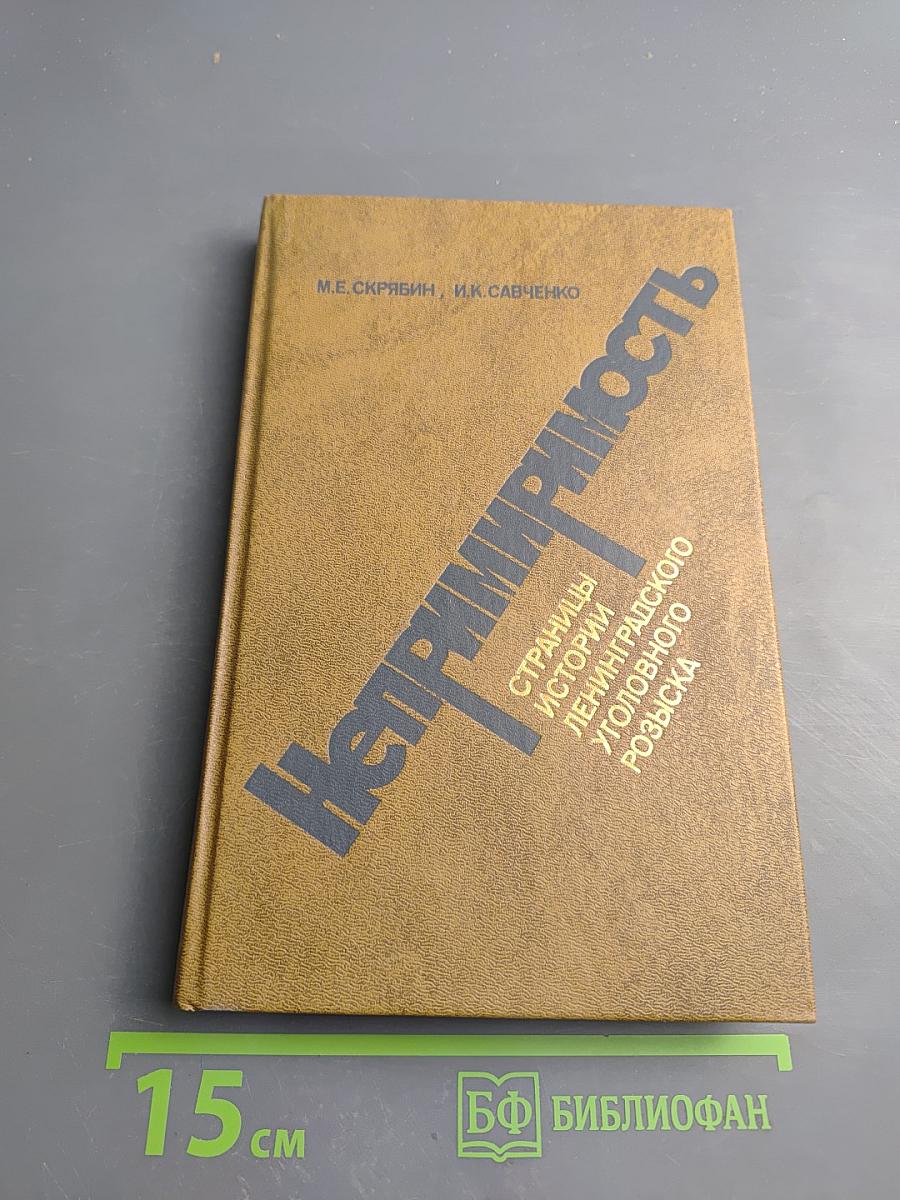 М.Е.СКРЯБИН, И.К.САВЧЕНКО
Непримиримость
СТРАНИЦЫ
ИСТОРИИ
ЛЕНИНГРАДСКОГО
УГОЛОВНОГО
РОЗЫСКА
15 см
БФ БИБЛИОФАН